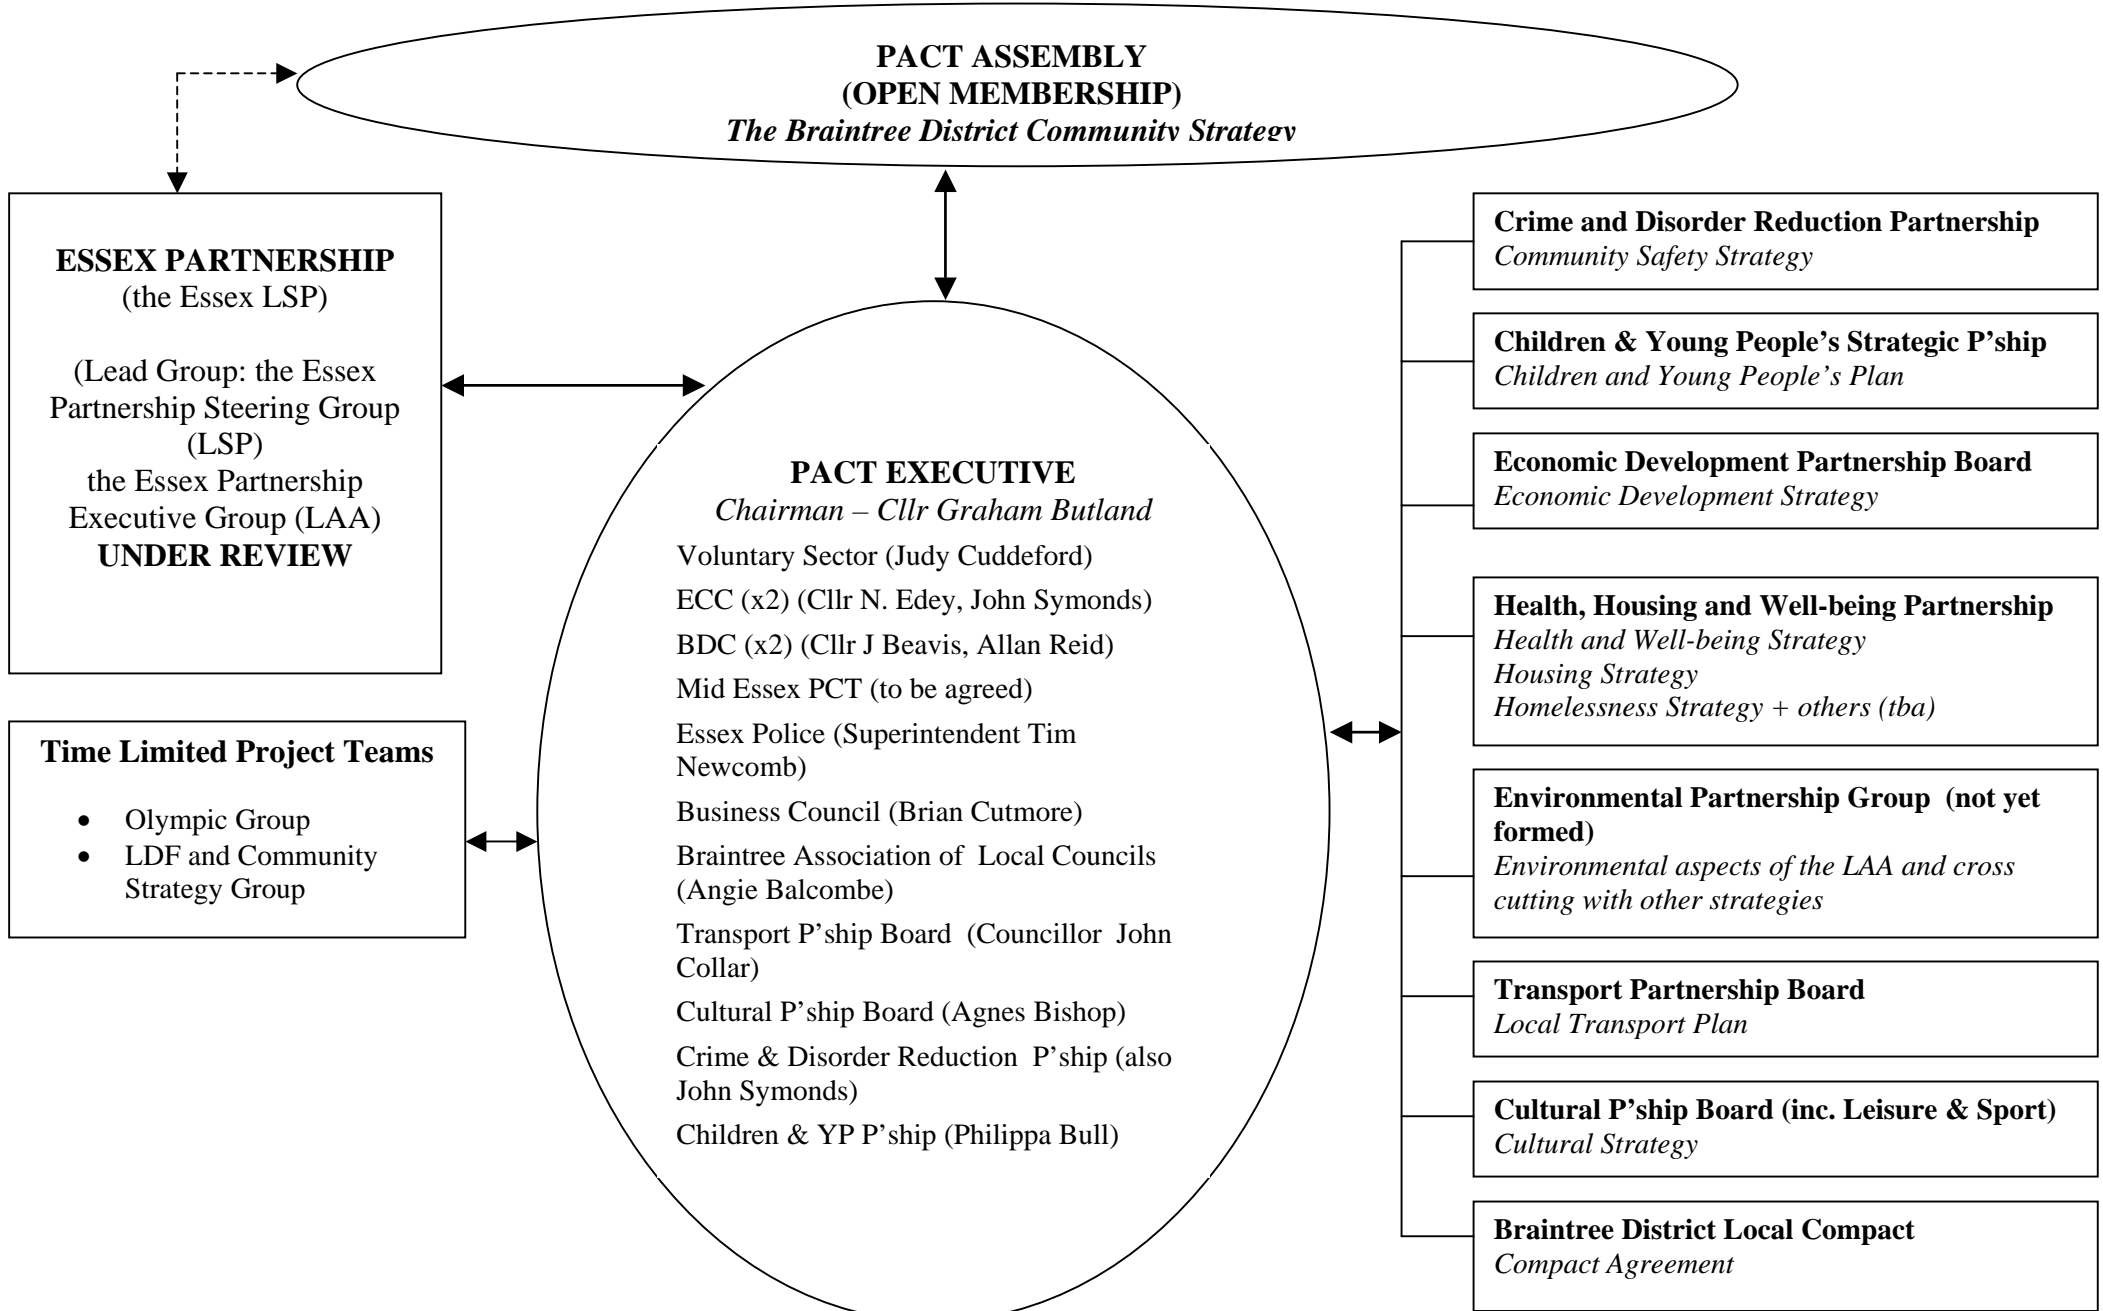 PACT ASSEMBLY
(OPEN MEMBERSHIP)
The Braintree District Community Strategy
ESSEX PARTNERSHIP
(the Essex LSP)
(Lead Group: the Essex
Partnership Steering Group
(LSP)
the Essex Partnership
Executive Group (LAA)
UNDER REVIEW
Time Limited Project Teams
• Olympic Group
• LDF and Community
Strategy Group
PACT EXECUTIVE
Chairman – Cllr Graham Butland
Voluntary Sector (Judy Cuddeford)
ECC (x2) (Cllr N. Edey, John Symonds)
BDC (x2) (Cllr J Beavis, Allan Reid)
Mid Essex PCT (to be agreed)
Essex Police (Superintendent Tim
Newcomb)
Business Council (Brian Cutmore)
Braintree Association of Local Councils
(Angie Balcombe)
Transport P’ship Board (Councillor John
Collar)
Cultural P’ship Board (Agnes Bishop)
Crime & Disorder Reduction P’ship (also
John Symonds)
Children & YP P’ship (Philippa Bull)
Crime and Disorder Reduction Partnership
Community Safety Strategy
Children & Young People’s Strategic P’ship
Children and Young People’s Plan
Economic Development Partnership Board
Economic Development Strategy
Health, Housing and Well-being Partnership
Health and Well-being Strategy
Housing Strategy
Homelessness Strategy + others (tba)
Environmental Partnership Group (not yet
formed)
Environmental aspects of the LAA and cross
cutting with other strategies
Transport Partnership Board
Local Transport Plan
Cultural P’ship Board (inc. Leisure & Sport)
Cultural Strategy
Braintree District Local Compact
Compact Agreement